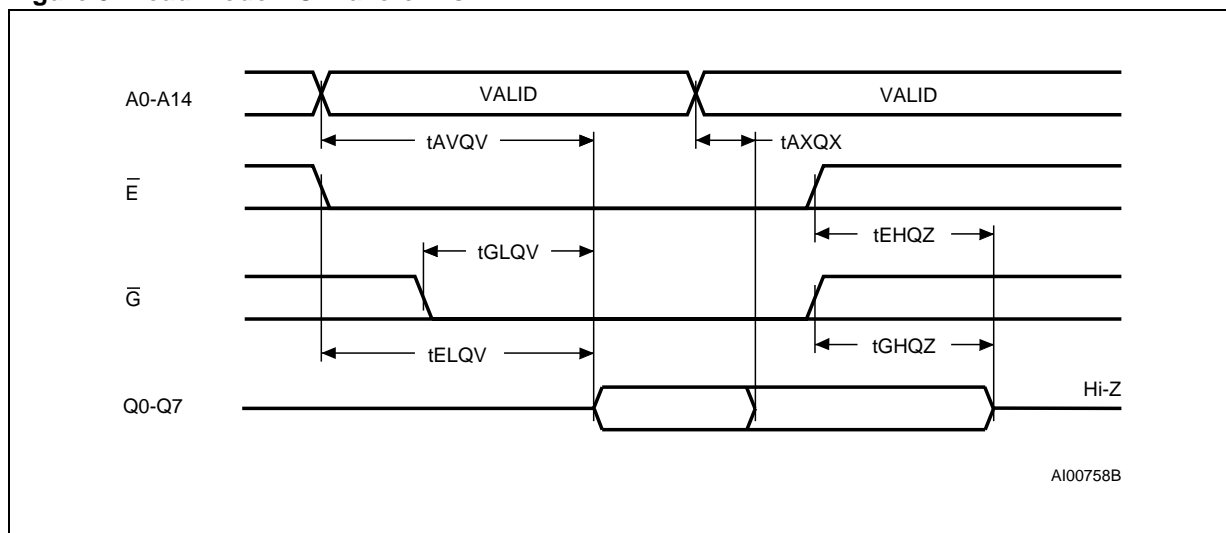 A0-A14
VALID
VALID
tAVQV
tAXQX
E
tEHQZ
tGLQV
G
tGHQZ
tELQV
Hi-Z
Q0-Q7
AI00758B